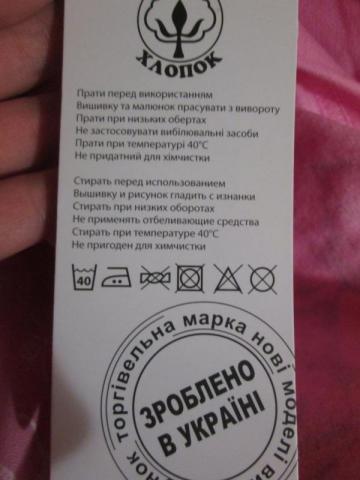 ХЛОПОК
Прати перед використанням
Вишивку та малюнок прасувати з вивороту
Прати при низьких обертах
Не застосовувати вибілювальні засоби
Прати при температурі 40°С
Не придатний для хімчистки
Стирать перед использованием
Вышивку и рисунок гладить с изнанки
Стирать при низких оборотах
Не применять отбеливающие средства
Стирать при температуре 40°С
Не пригоден для химчистки
40
торгівельна марка нові моделі
ЗРОБЛЕНО
В УКРАЇНІ